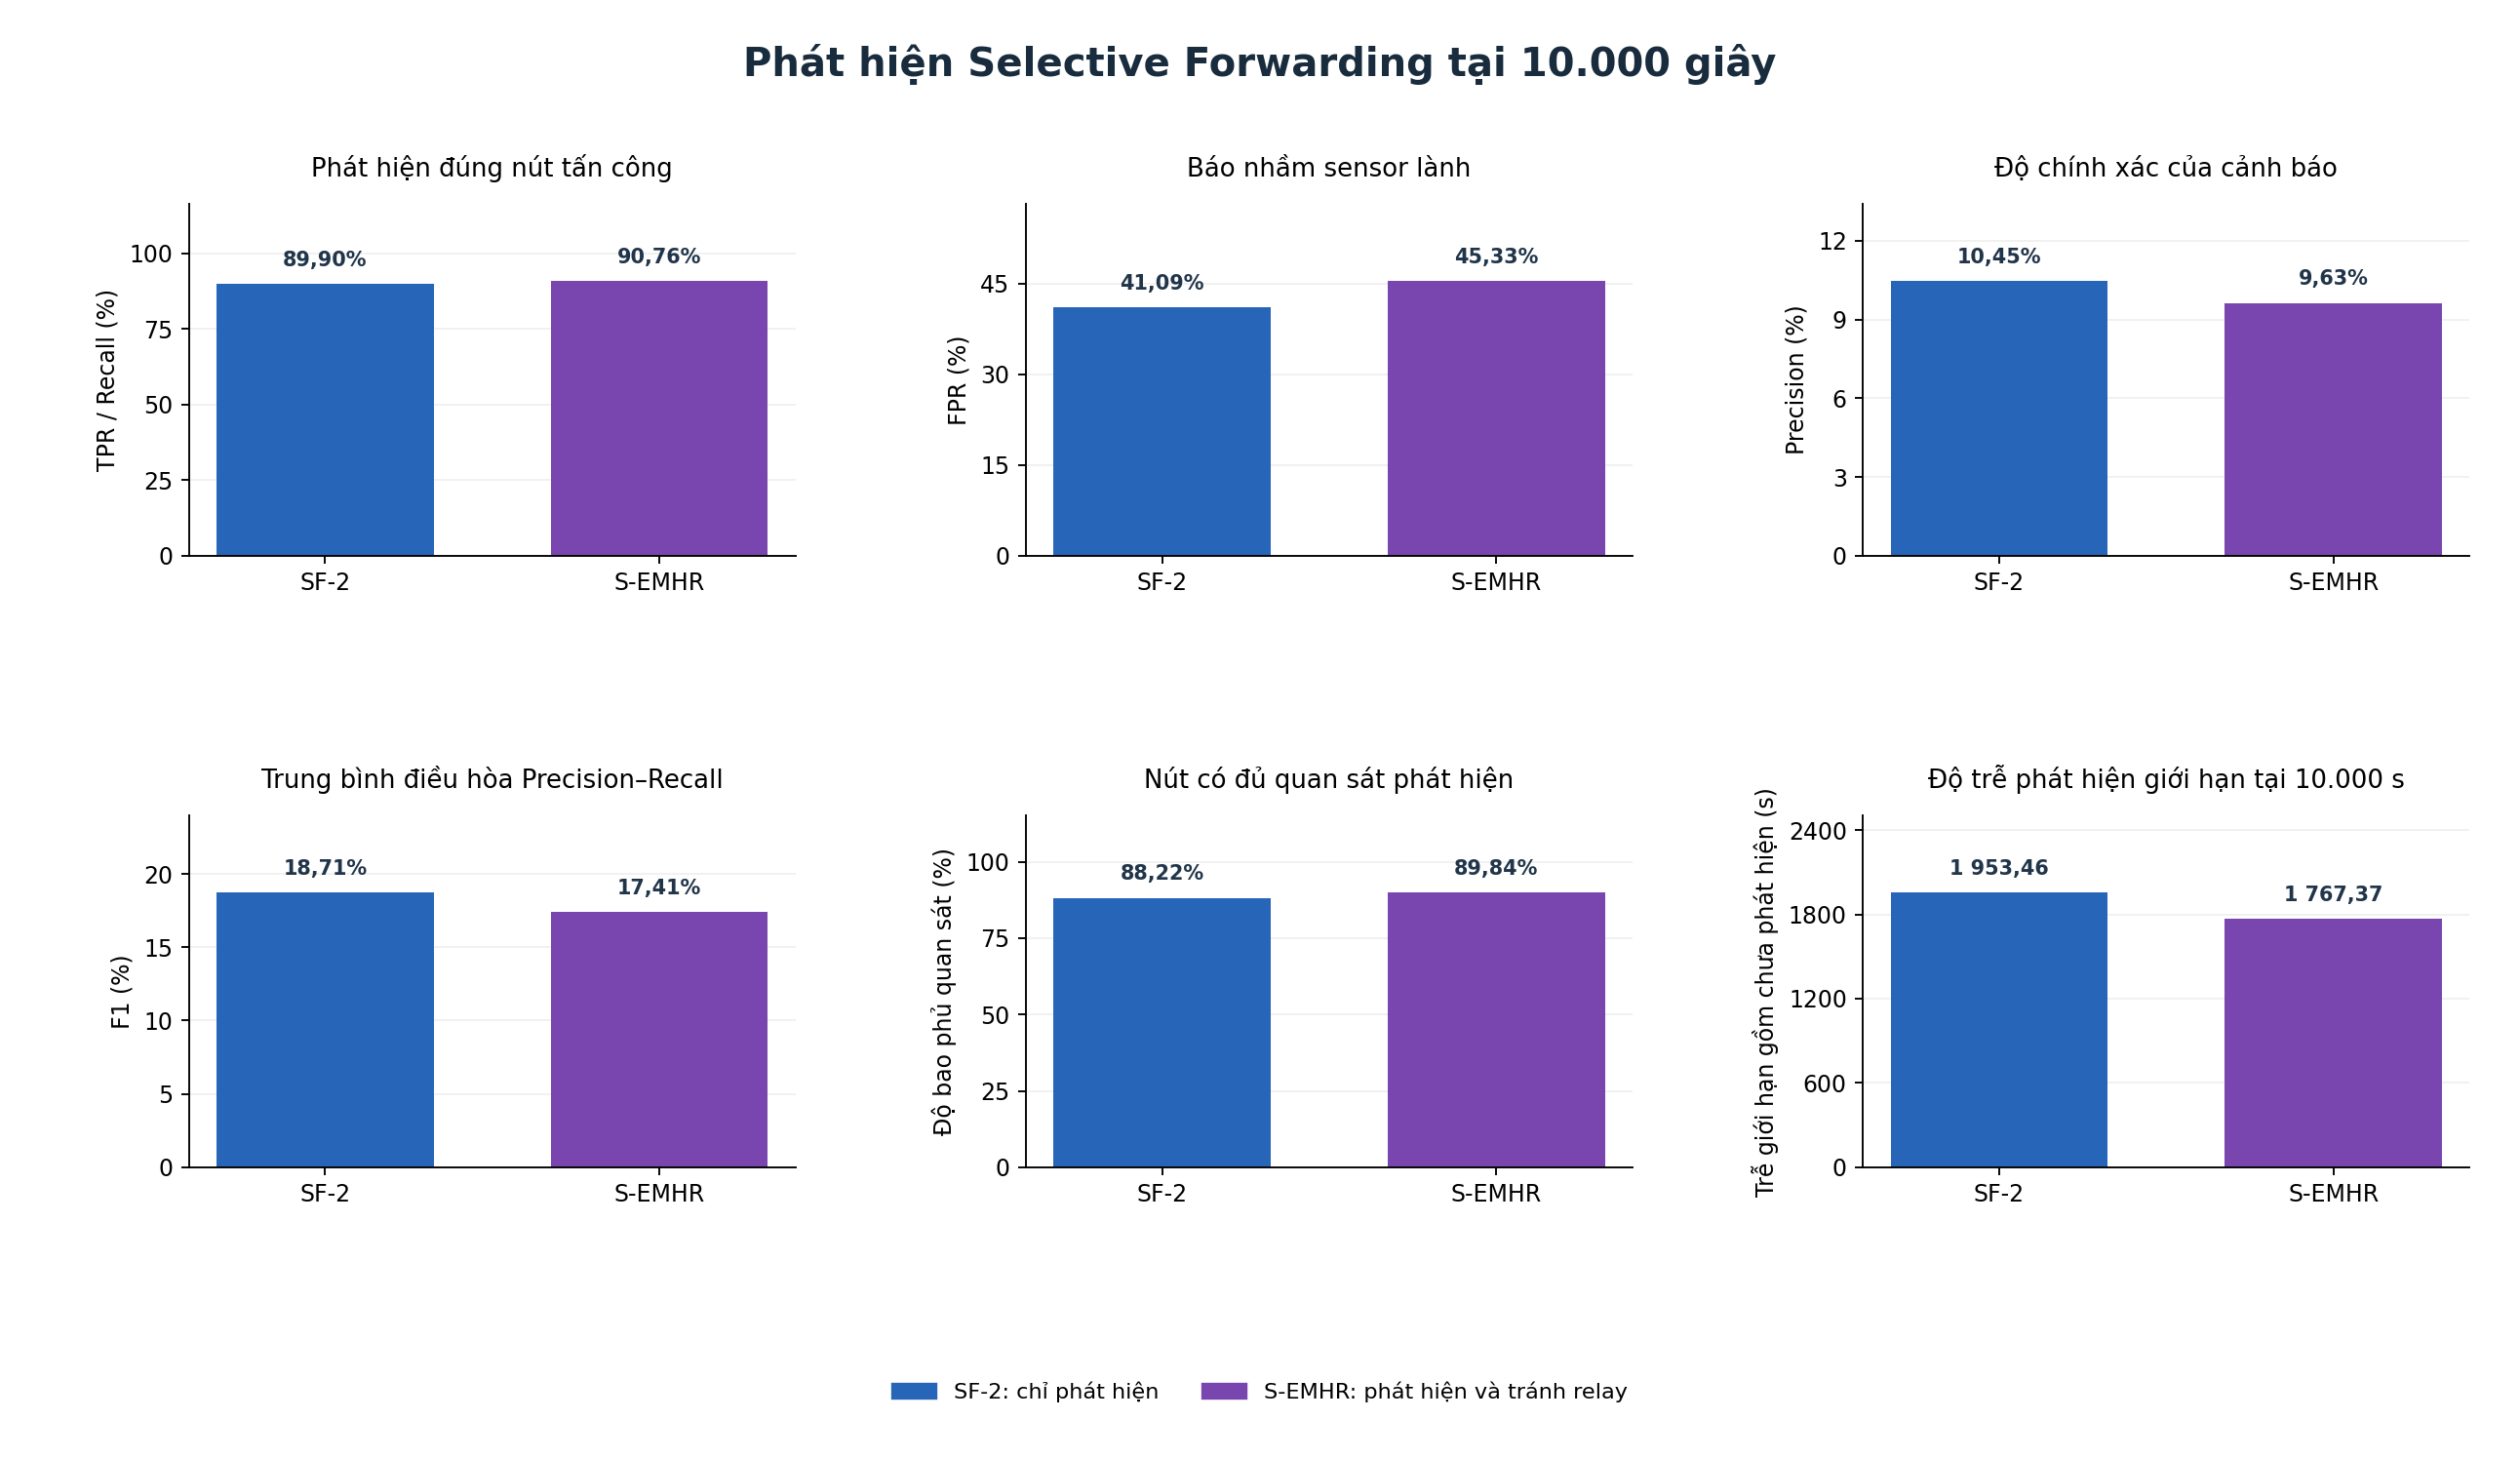 Phát hiện Selective Forwarding tại 10.000 giây
Phát hiện đúng nút tấn công
TPR / Recall (%)
100
75
50
25
0
89,90%
90,76%
SF-2
S-EMHR
Báo nhầm sensor lành
FPR (%)
45
30
15
0
41,09%
45,33%
SF-2
S-EMHR
Độ chính xác của cảnh báo
Precision (%)
12
9
6
3
0
10,45%
9,63%
SF-2
S-EMHR
Trung bình điều hòa Precision–Recall
F1 (%)
20
15
10
5
0
18,71%
17,41%
SF-2
S-EMHR
Nút có đủ quan sát phát hiện
Độ bao phủ quan sát (%)
100
75
50
25
0
88,22%
89,84%
SF-2
S-EMHR
Độ trễ phát hiện giới hạn tại 10.000 s
Trễ giới hạn gồm chưa phát hiện (s)
2400
1800
1200
600
0
1 953,46
1 767,37
SF-2
S-EMHR
SF-2: chỉ phát hiện
S-EMHR: phát hiện và tránh relay